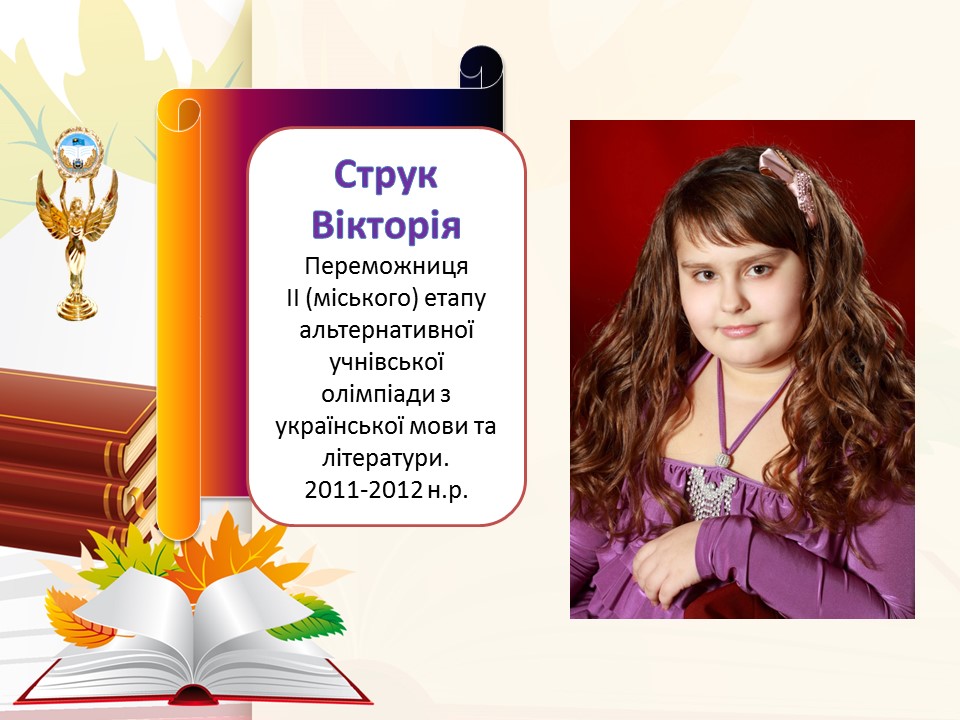 Струк
Вікторія
Переможниця
ІІ (міського) етапу
альтернативної
учнівської
олімпіади з
української мови та
літератури.
2011-2012 н.р.